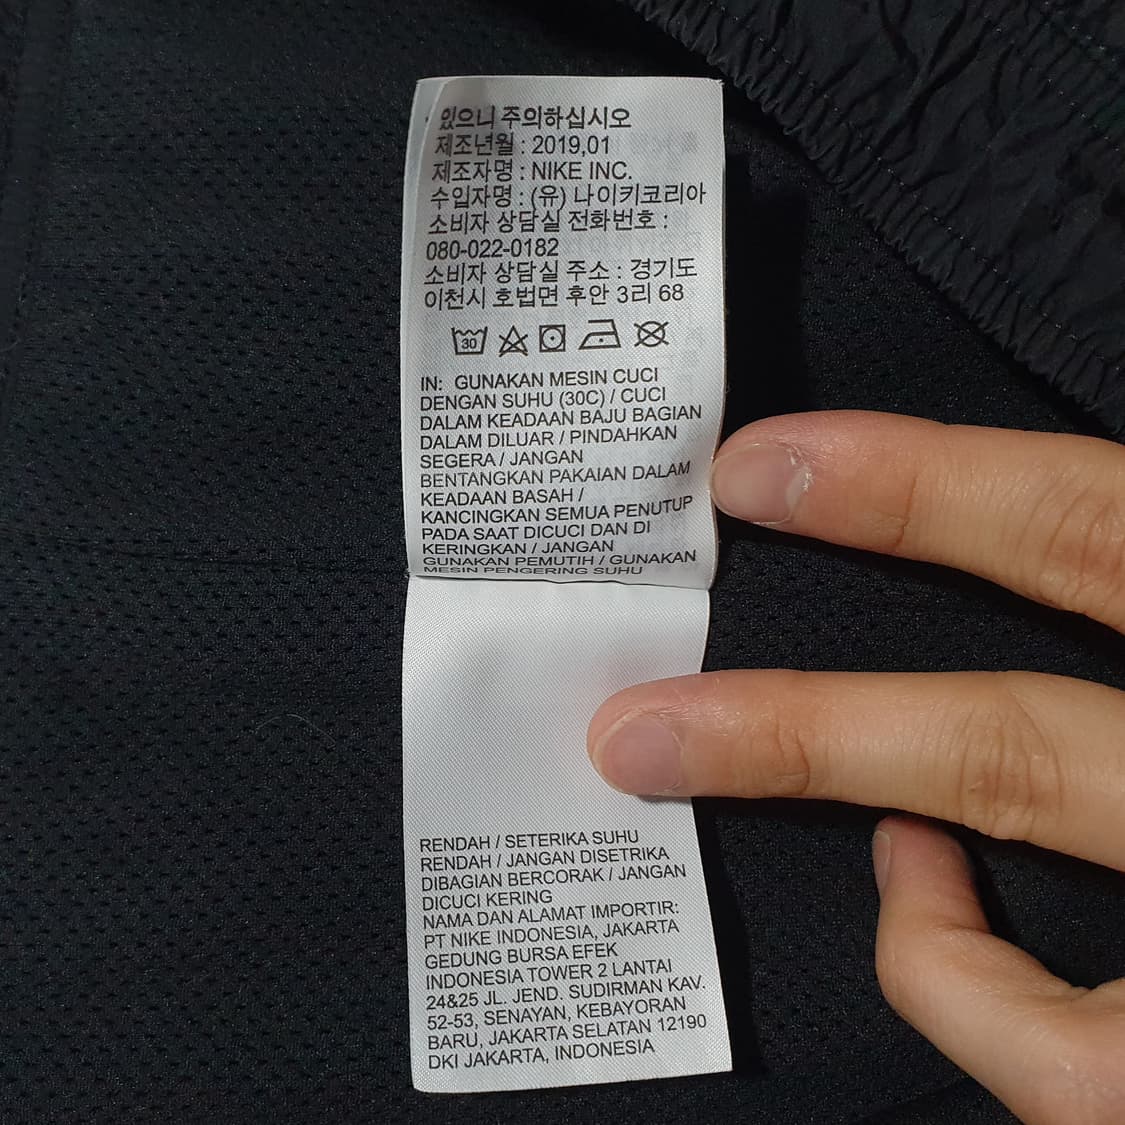 있으니 주의하십시오
제조년월 : 2019,01
제조자명 : NIKE INC.
수입자명 : (유) 나이키코리아
소비자 상담실 전화번호 :
080-022-0182
소비자 상담실 주소 : 경기도
이천시 호법면 후안 3리 68
30
IN: GUNAKAN MESIN CUCI
DENGAN SUHU (30C) / CUCI
DALAM KEADAAN BAJU BAGIAN
DALAM DILUAR / PINDAHKAN
SEGERA / JANGAN
BENTANGKAN PAKAIAN DALAM
KEADAAN BASAH /
KANCINGKAN SEMUA PENUTUP
PADA SAAT DICUCI DAN DI
KERINGKAN / JANGAN
GUNAKAN PEMUTIH / GUNAKAN
MESIN PENGERING SUHU
RENDAH / SETERIKA SUHU
RENDAH / JANGAN DISETRIKA
DIBAGIAN BERCORAK / JANGAN
DICUCI KERING
NAMA DAN ALAMAT IMPORTIR:
PT NIKE INDONESIA, JAKARTA
GEDUNG BURSA EFEK
INDONESIA TOWER 2 LANTAI
24&25 JL. JEND. SUDIRMAN KAV.
52-53, SENAYAN, KEBAYORAN
BARU, JAKARTA SELATAN 12190
DKI JAKARTA, INDONESIA